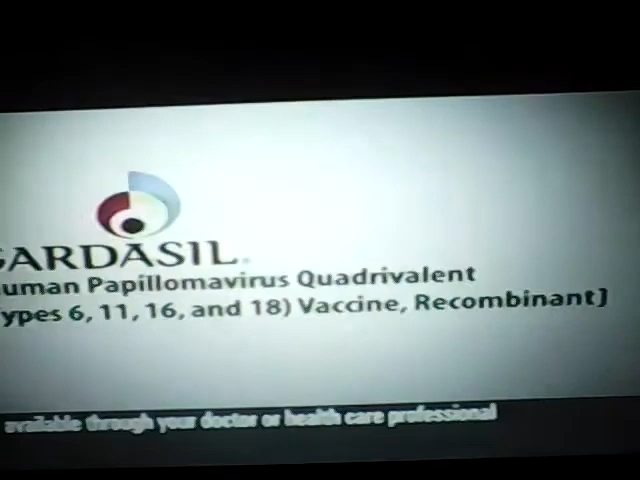 GARDASIL
uman Papillomavirus Quadrivalent
ypes 6, 11, 16, and 18) Vaccine, Recombinant]
available through your doctor or health care professional